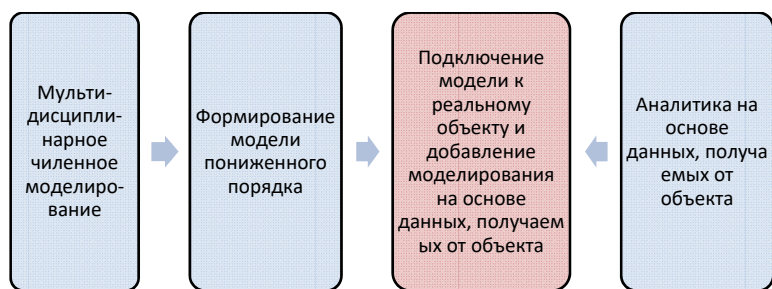 Мульти-
дисципли-
нарное
чиленное
моделиро-
вание
Формирование
модели
пониженного
порядка
Подключение
модели к
реальному
объекту и
добавление
моделирования
на основе
данных, получаем
ых от объекта
Аналитика на
основе
данных, получа
емых от
объекта